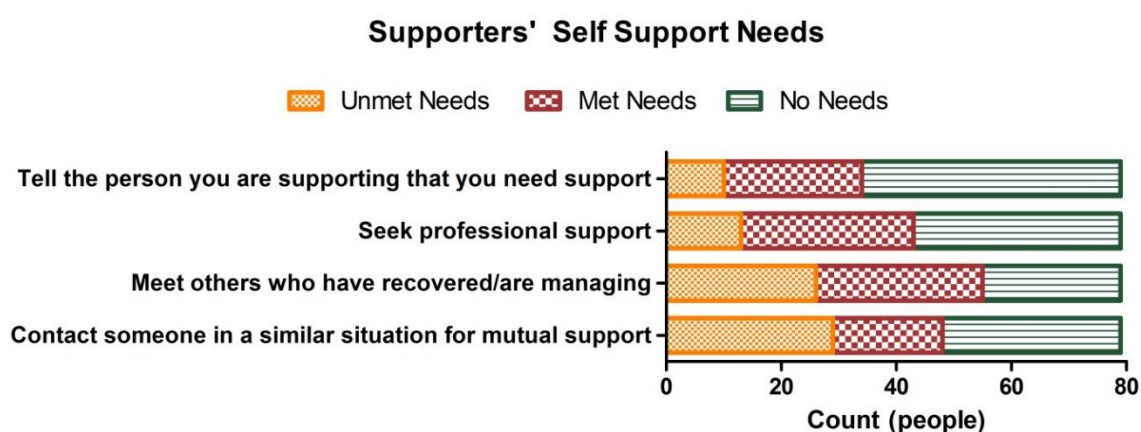 Supporters' Self Support Needs
Unmet Needs Met Needs No Needs
Tell the person you are supporting that you need support
Seek professional support
Meet others who have recovered/are managing
Contact someone in a similar situation for mutual support
0 20 40 60 80
Count (people)